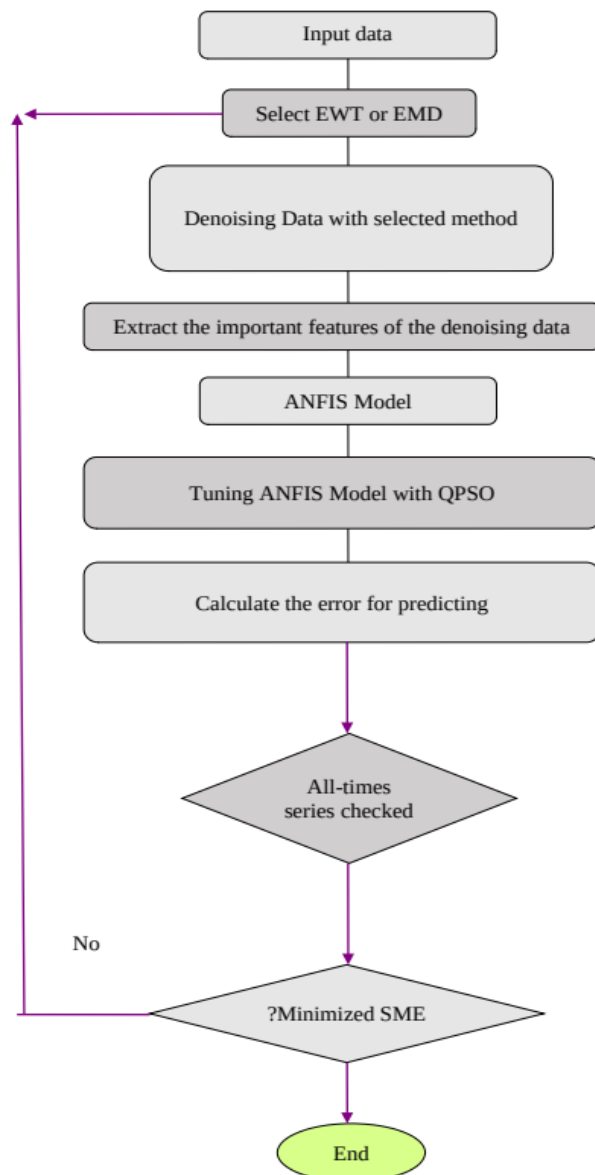 Input data
Select EWT or EMD
Denoising Data with selected method
Extract the important features of the denoising data
ANFIS Model
Tuning ANFIS Model with QPSO
Calculate the error for predicting
All-times
series checked
No
?Minimized SME
End